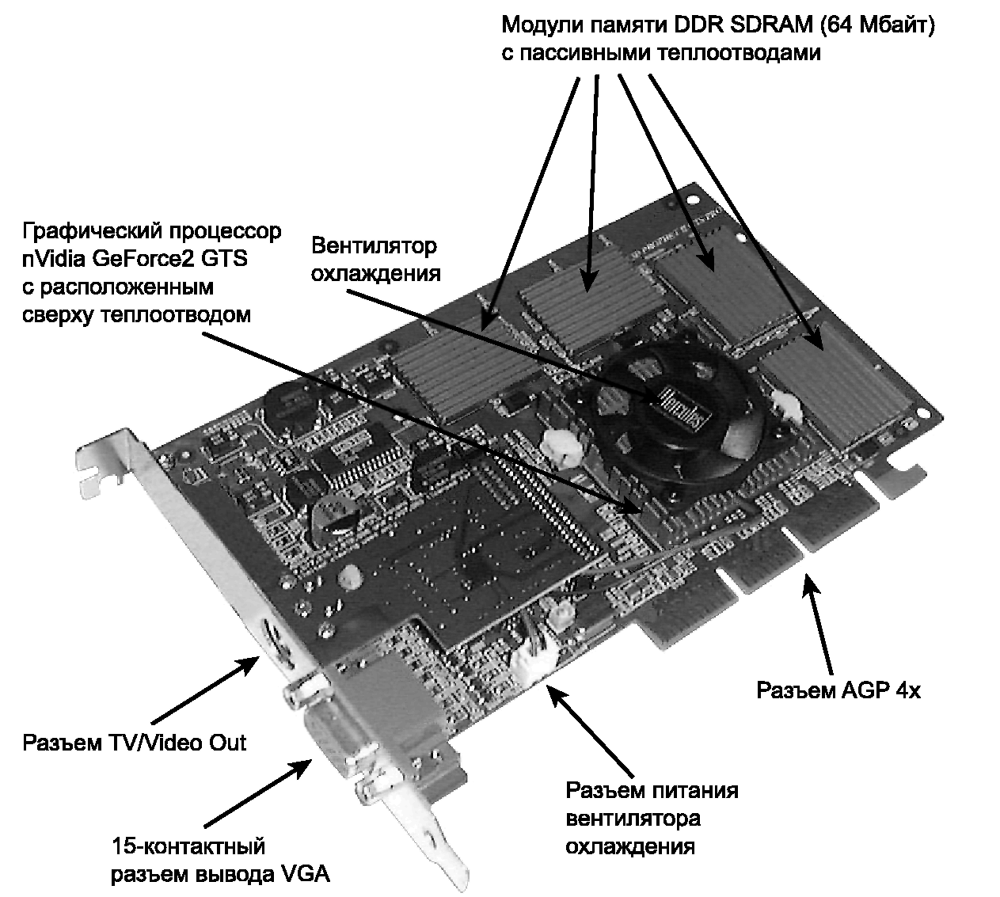 Модули памяти DDR SDRAM (64 Мбайт)
с пассивными теплоотводами
Графический процессор
nVidia GeForce2 GTS
с расположенным
сверху теплоотводом
Вентилятор
охлаждения
Hercules
Разъем AGP 4x
Разъем TV/Video Out
Разъем питания
вентилятора
охлаждения
15-контактный
разъем вывода VGA